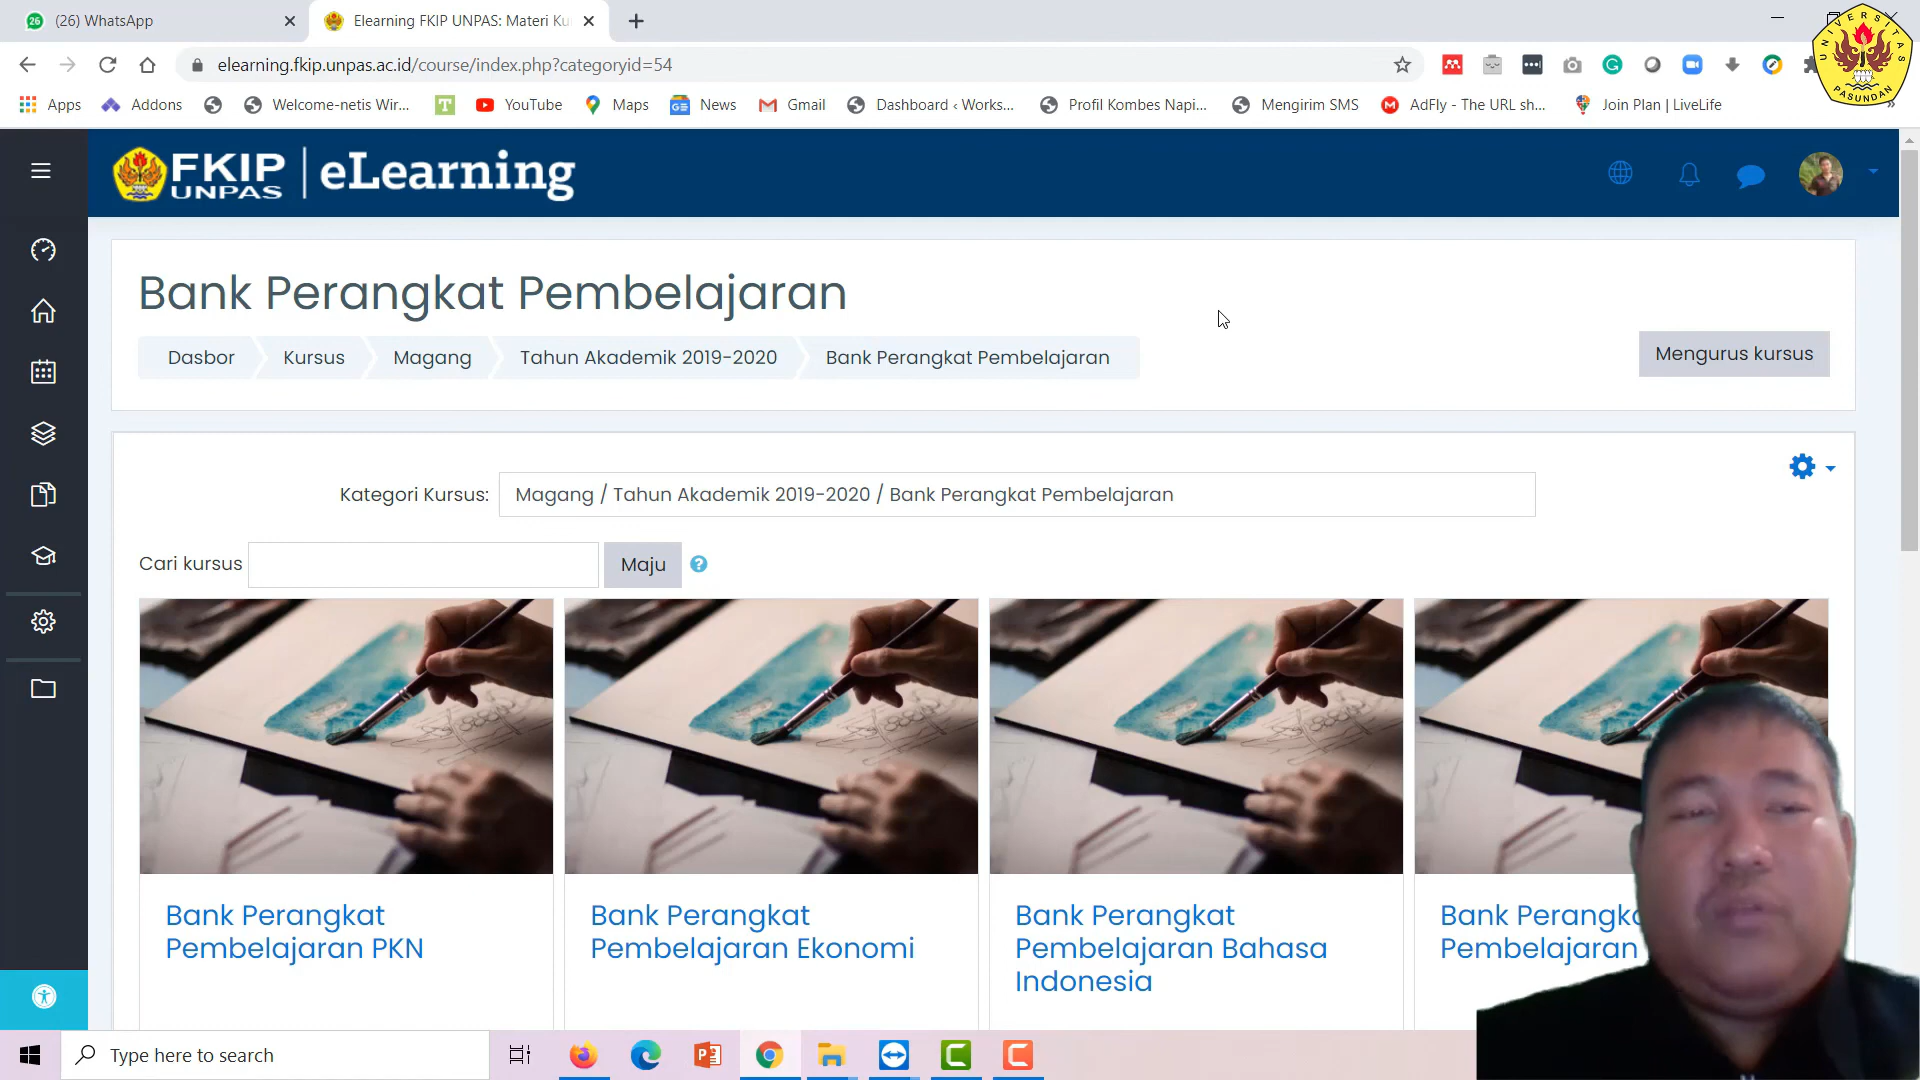 (26) WhatsApp
Elearning FKIP UNPAS: Materi Ku
elearning.fkip.unpas.ac.id/course/index.php?categoryid=54
Apps
Addons
Welcome-netis Wir...
YouTube
Maps
News
Gmail
Dashboard ‹ Works...
Profil Kombes Napi...
Mengirim SMS
AdFly - The URL sh...
Join Plan | LiveLife
UNIVERSITAS
PASUNDAN
FKIP
UNPAS
eLearning
Bank Perangkat Pembelajaran
Dasbor
Kursus
Magang
Tahun Akademik 2019-2020
Bank Perangkat Pembelajaran
Mengurus kursus
Kategori Kursus:
Magang / Tahun Akademik 2019-2020 / Bank Perangkat Pembelajaran
Cari kursus
Maju
?
Bank Perangkat
Pembelajaran PKN
Bank Perangkat
Pembelajaran Ekonomi
Bank Perangkat
Pembelajaran Bahasa
Indonesia
Bank
Pembelajaran
Type here to search